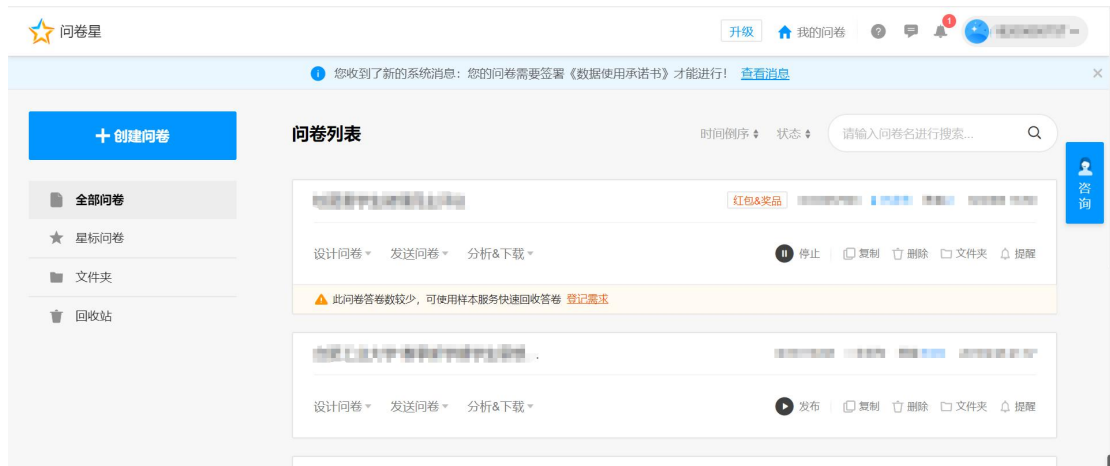 问卷星
升级 我的问卷 1
您收到了新的系统消息：您的问卷需要签署《数据使用承诺书》才能进行！ 查看消息
创建问卷
问卷列表
时间倒序 状态 请输入问卷名进行搜索...
全部问卷
星标问卷
文件夹
回收站
红包&奖品
设计问卷 发送问卷 分析&下载 停止 复制 删除 文件夹 提醒
此问卷答卷数较少，可使用样本服务快速回收答卷 登记需求
设计问卷 发送问卷 分析&下载 发布 复制 删除 文件夹 提醒
咨询